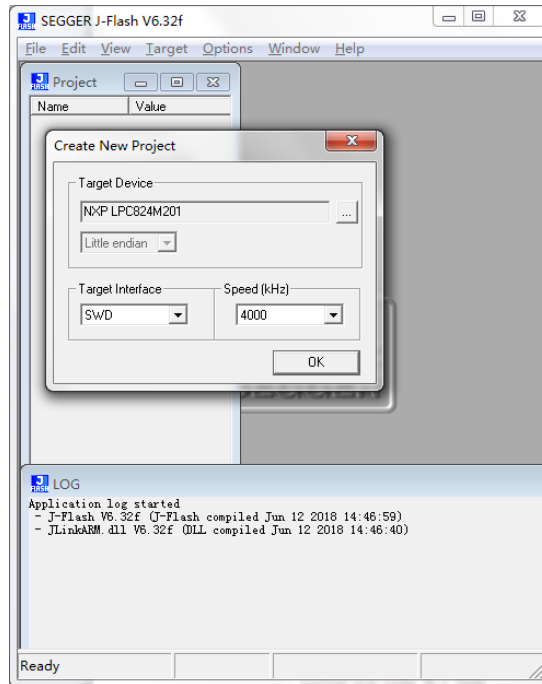 SEGGER J-Flash V6.32f
File Edit View Target Options Window Help
Project
Name Value
Create New Project
Target Device
NXP LPC824M201
...
Little endian
Target Interface
Speed (kHz)
SWD
4000
OK
LOG
Application log started
- J-Flash V6.32f (J-Flash compiled Jun 12 2018 14:46:59)
- JLinkARM.dll V6.32f (DLL compiled Jun 12 2018 14:46:40)
Ready